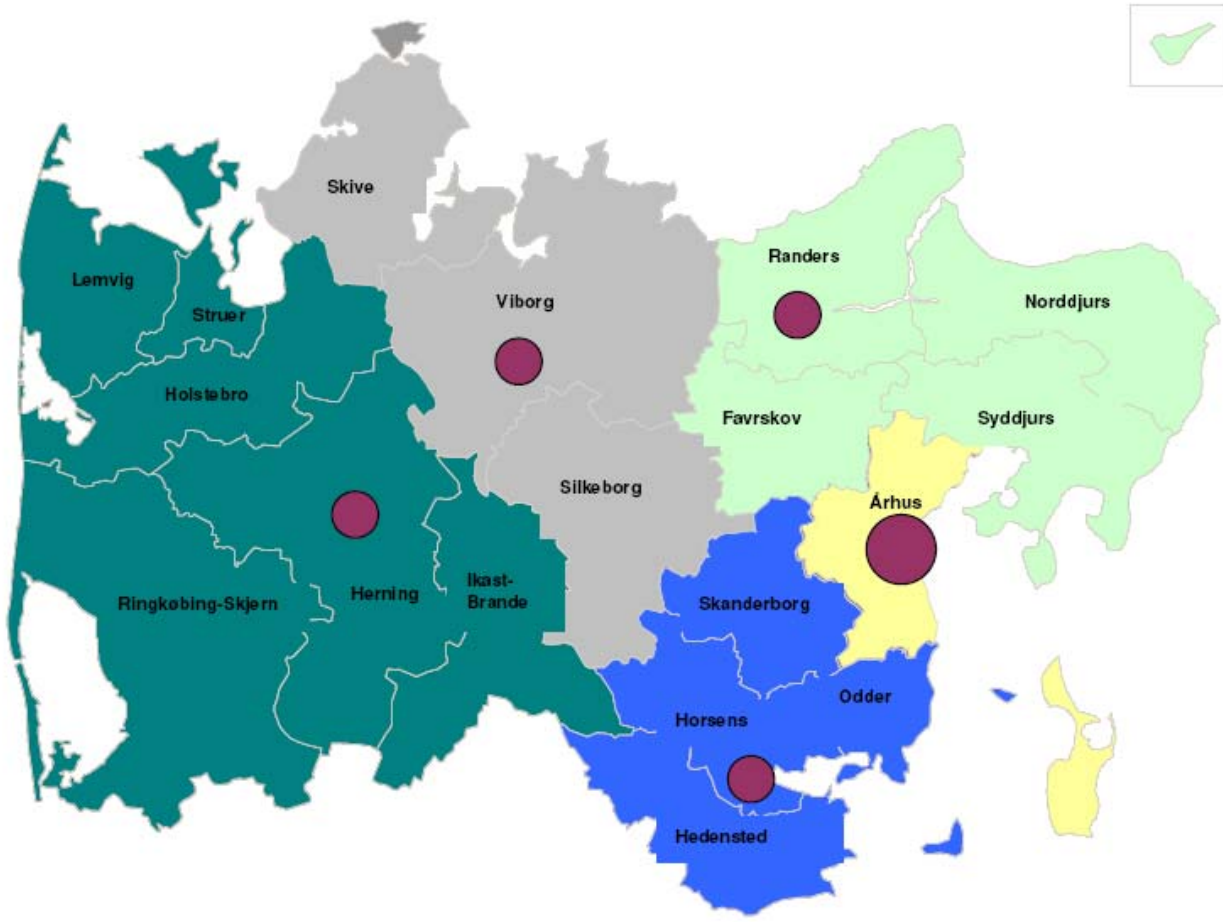 Skive
Randers
Lemvig
Struer
Viborg
Norddjurs
Holstebro
Favrskov
Syddjurs
Silkeborg
Århus
Ringkøbing-Skjern
Herning
Ikast-
Brande
Skanderborg
Odder
Horsens
Hedensted